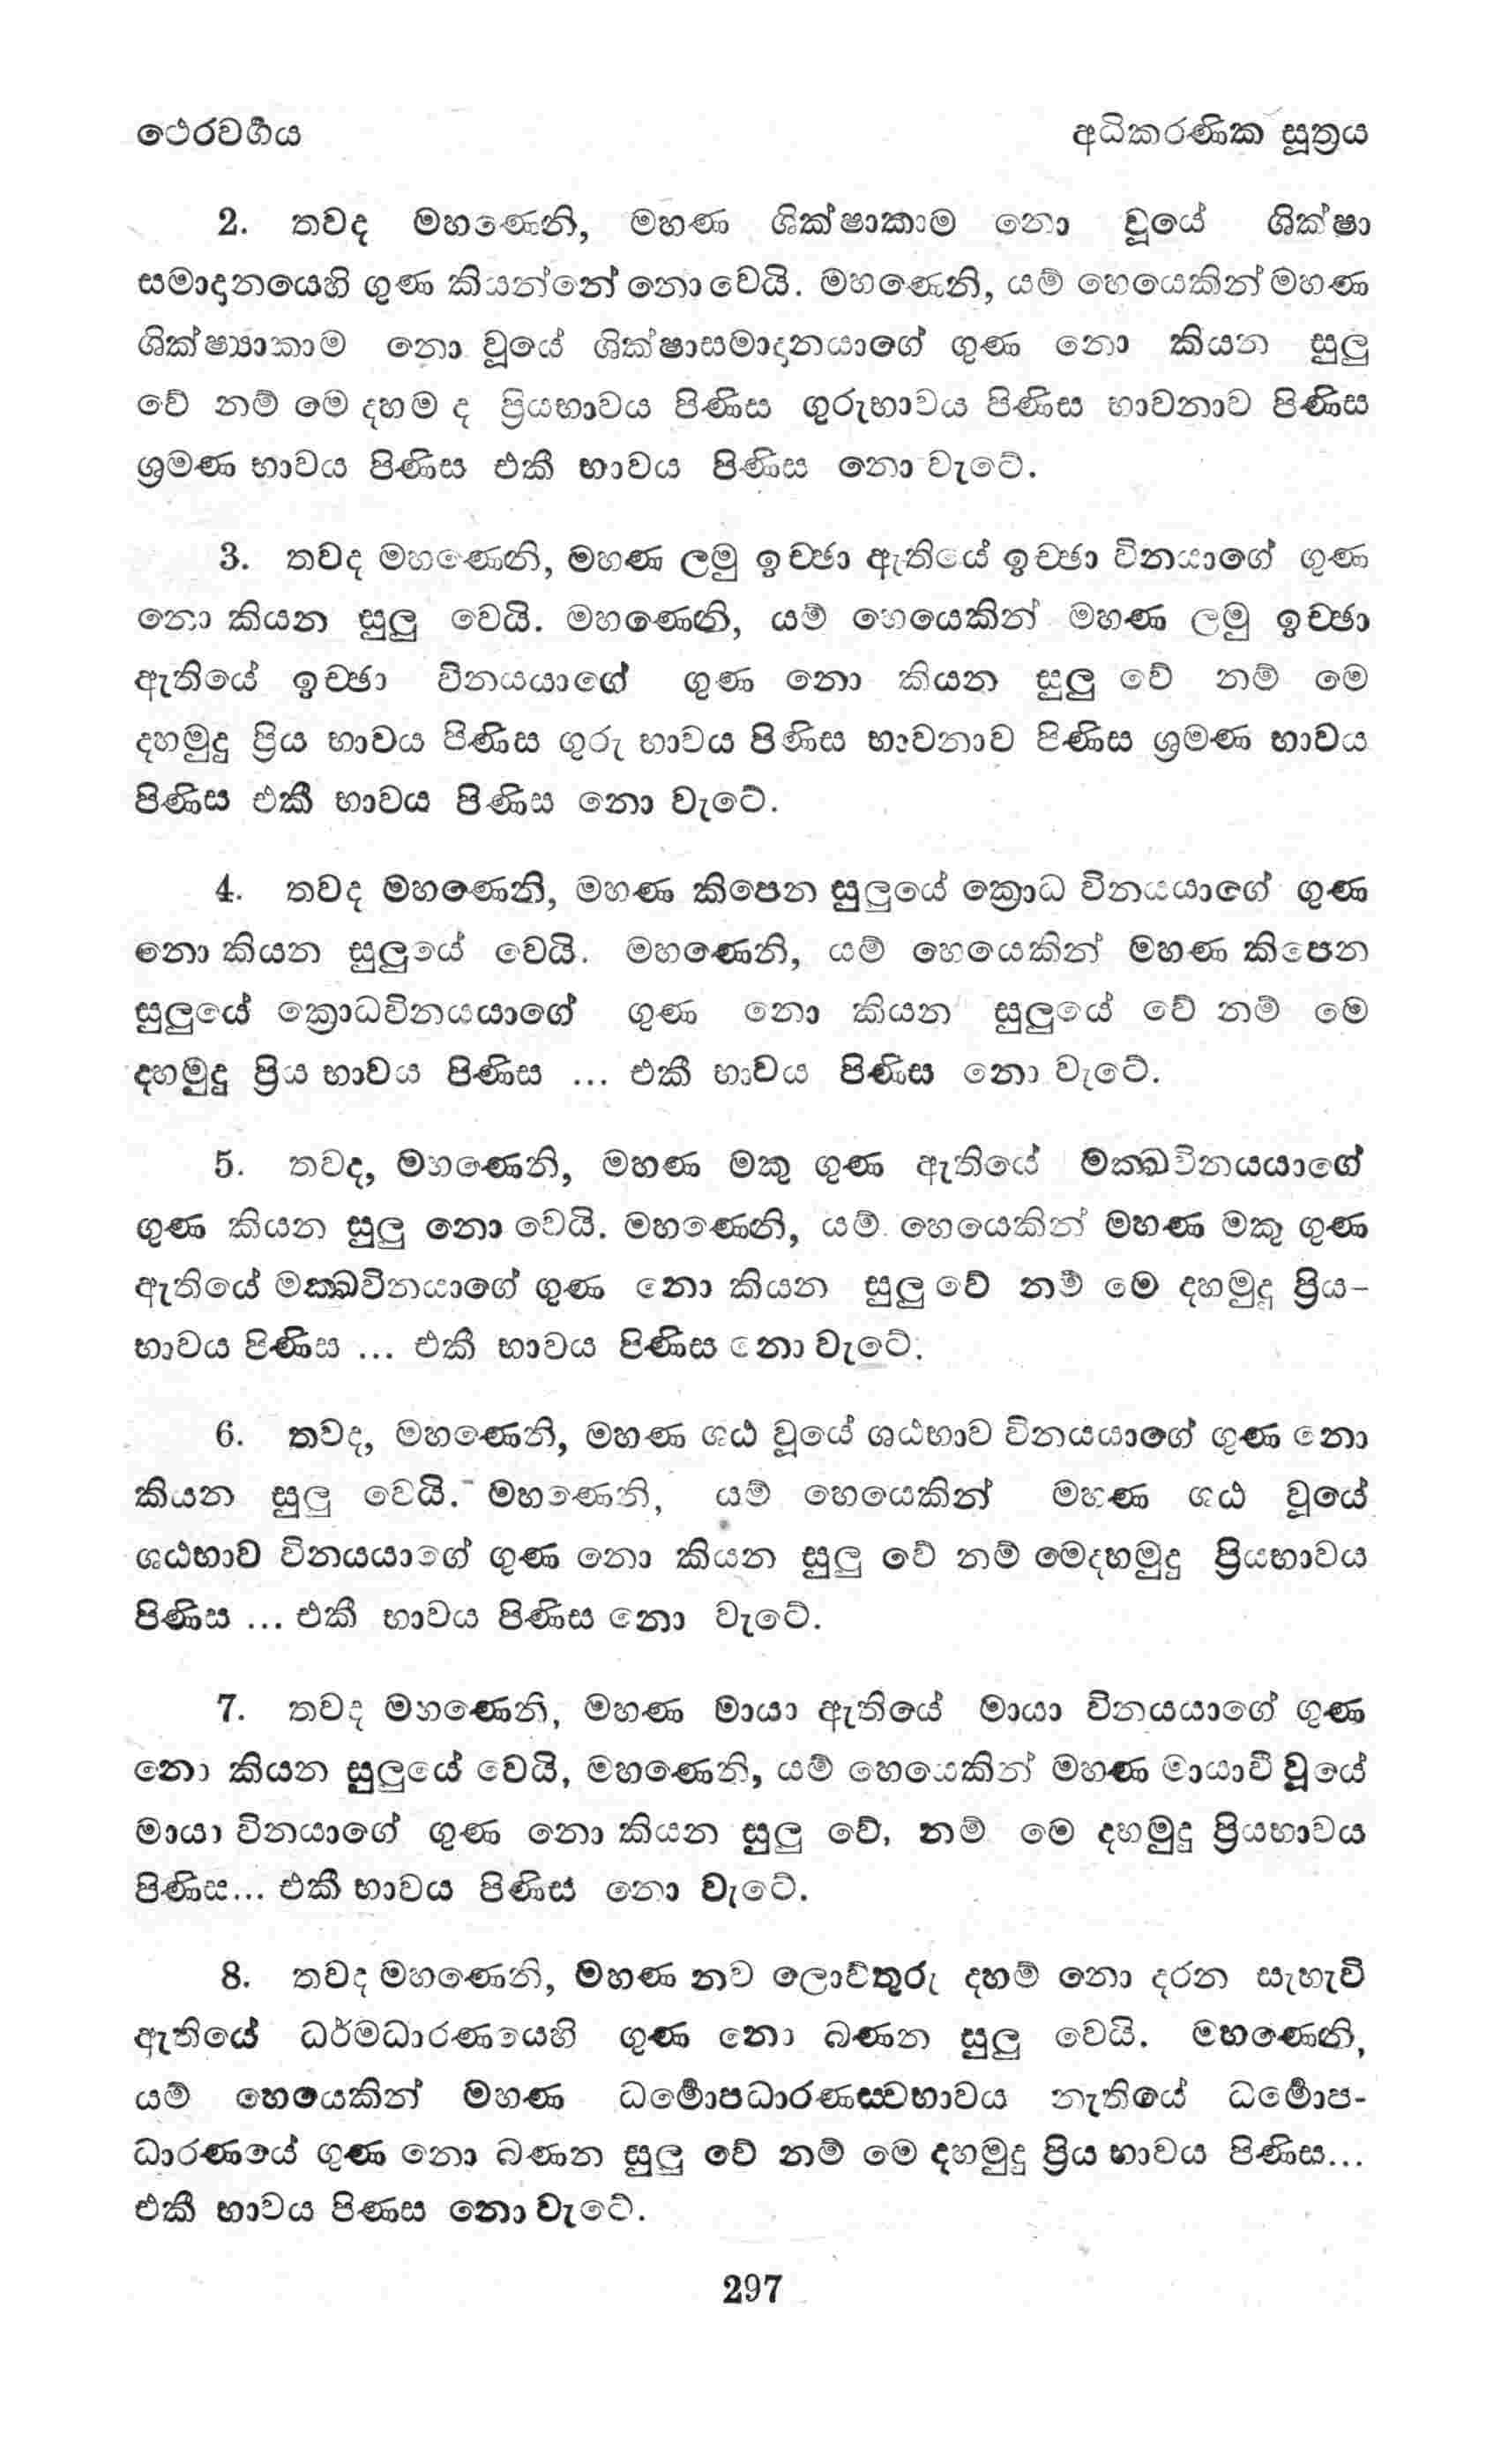 ථෙරවර්‍ගය අධිකරණික සූත්‍රය
2. තවද මහණෙනි, මහණ ශික්ෂාකාම නො වූයේ ශික්ෂා
සමාදානයෙහි ගුණ කියන්නේ නොවෙයි. මහණෙනි, යම් හෙයෙකින් මහණ
ශික්ෂ්‍යාකාම නො වූයේ ශික්ෂාසමාදානයාගේ ගුණ නො කියන සුලු
වේ නම් මෙ දහම ද ප්‍රියභාවය පිණිස ගුරුභාවය පිණිස භාවනාව පිණිස
ශ්‍රමණ භාවය පිණිස එකී භාවය පිණිස නො වැටේ.
3. තවද මහණෙනි, මහණ ලමු ඉච්ඡා ඇතියේ ඉච්ඡා විනයාගේ ගුණ
නො කියන සුලු වෙයි. මහණෙනි, යම් හෙයෙකින් මහණ ලමු ඉච්ඡා
ඇතියේ ඉච්ඡා විනයයාගේ ගුණ නො කියන සුලු වේ නම් මෙ
දහමුදු ප්‍රිය භාවය පිණිස ගුරු භාවය පිණිස භාවනාව පිණිස ශ්‍රමණ භාවය
පිණිස එකී භාවය පිණිස නො වැටේ.
4. තවද මහණෙනි, මහණ කිපෙන සුලුයේ ක්‍රොධ විනයයාගේ ගුණ
නො කියන සුලුයේ වෙයි. මහණෙනි, යම් හෙයෙකින් මහණ කිපෙන
සුලුයේ ක්‍රොධවිනයයාගේ ගුණ නො කියන සුලුයේ වේ නම් මෙ
දහමුදු ප්‍රිය භාවය පිණිස ... එකී භාවය පිණිස නො වැටේ.
5. තවද, මහණෙනි, මහණ මකු ගුණ ඇතියේ මක්ඛවිනයයාගේ
ගුණ කියන සුලු නො වෙයි. මහණෙනි, යම් හෙයෙකින් මහණ මකු ගුණ
ඇතියේ මක්ඛවිනයාගේ ගුණ නො කියන සුලු වේ නම් මෙ දහමුදු ප්‍රිය-
භාවය පිණිස ... එකී භාවය පිණිස නො වැටේ.
6. තවද, මහණෙනි, මහණ ශඨ වූයේ ශඨභාව විනයයාගේ ගුණ නො
කියන සුලු වෙයි. මහණෙනි, යම් හෙයෙකින් මහණ ශඨ වූයේ
ශඨභාව විනයයාගේ ගුණ නො කියන සුලු වේ නම් මෙදහමුදු ප්‍රියභාවය
පිණිස ... එකී භාවය පිණිස නො වැටේ.
7. තවද මහණෙනි, මහණ මායා ඇතියේ මායා විනයයාගේ ගුණ
නො කියන සුලුයේ වෙයි, මහණෙනි, යම් හෙයෙකින් මහණ මායාවී වූයේ
මායා විනයාගේ ගුණ නො කියන සුලු වේ, නම් මෙ දහමුදු ප්‍රියභාවය
පිණිස... එකී භාවය පිණිස නො වැටේ.
8. තවද මහණෙනි, මහණ නව ලොව්තුරු දහම් නො දරන සැහැවි
ඇතියේ ධර්මධාරණයෙහි ගුණ නො බණන සුලු වෙයි. මහණෙනි,
යම් හෙයෙකින් මහණ ධර්‍මොපධාරණස්වභාවය නැතියේ ධර්‍මොප-
ධාරණයේ ගුණ නො බණන සුලු වේ නම් මෙ දහමුදු ප්‍රිය භාවය පිණිස...
එකී භාවය පිණස නො වැටේ.
297